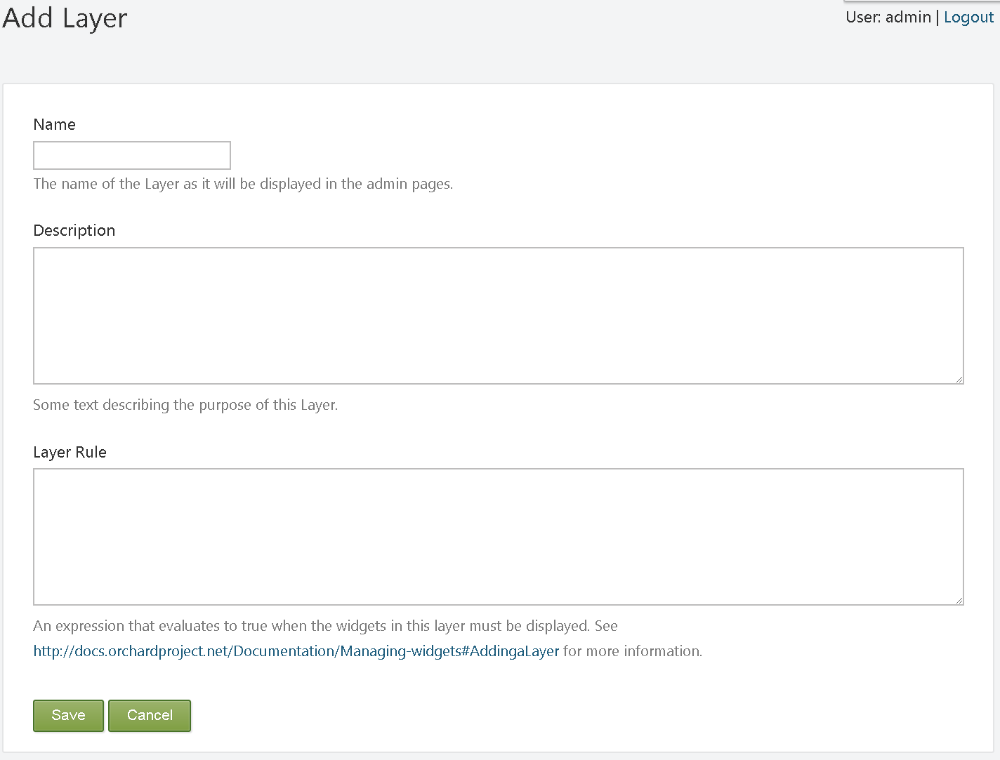 Add Layer
User: admin | Logout
Name
The name of the Layer as it will be displayed in the admin pages.
Description
Some text describing the purpose of this Layer.
Layer Rule
An expression that evaluates to true when the widgets in this layer must be displayed. See
http://docs.orchardproject.net/Documentation/Managing-widgets#AddingaLayer for more information.
Save Cancel